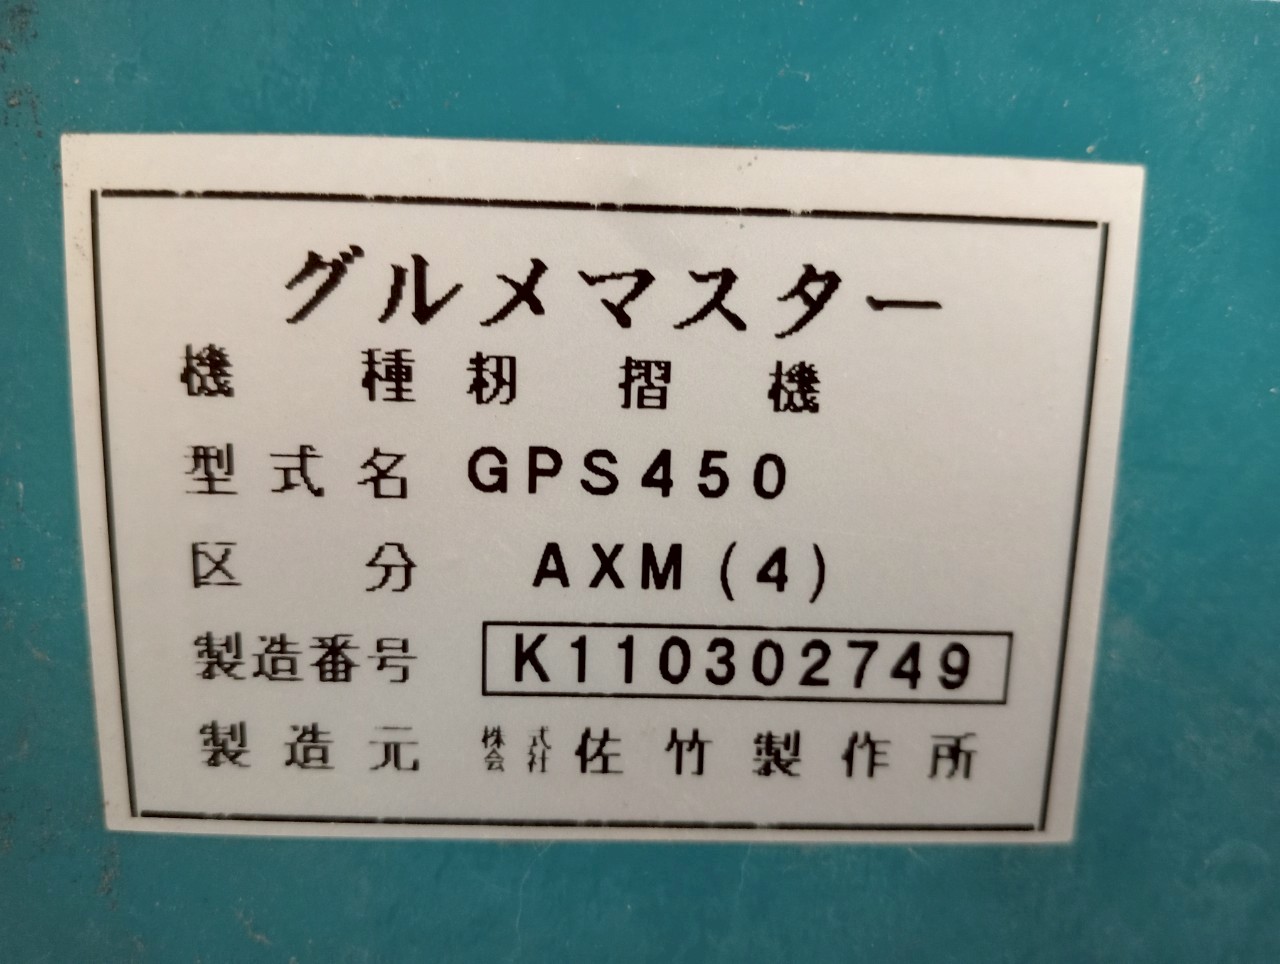 グルメマスター
機種 籾摺機
型式名 GPS450
区分 AXM(4)
製造番号 K110302749
製造元 株式会社 佐竹製作所